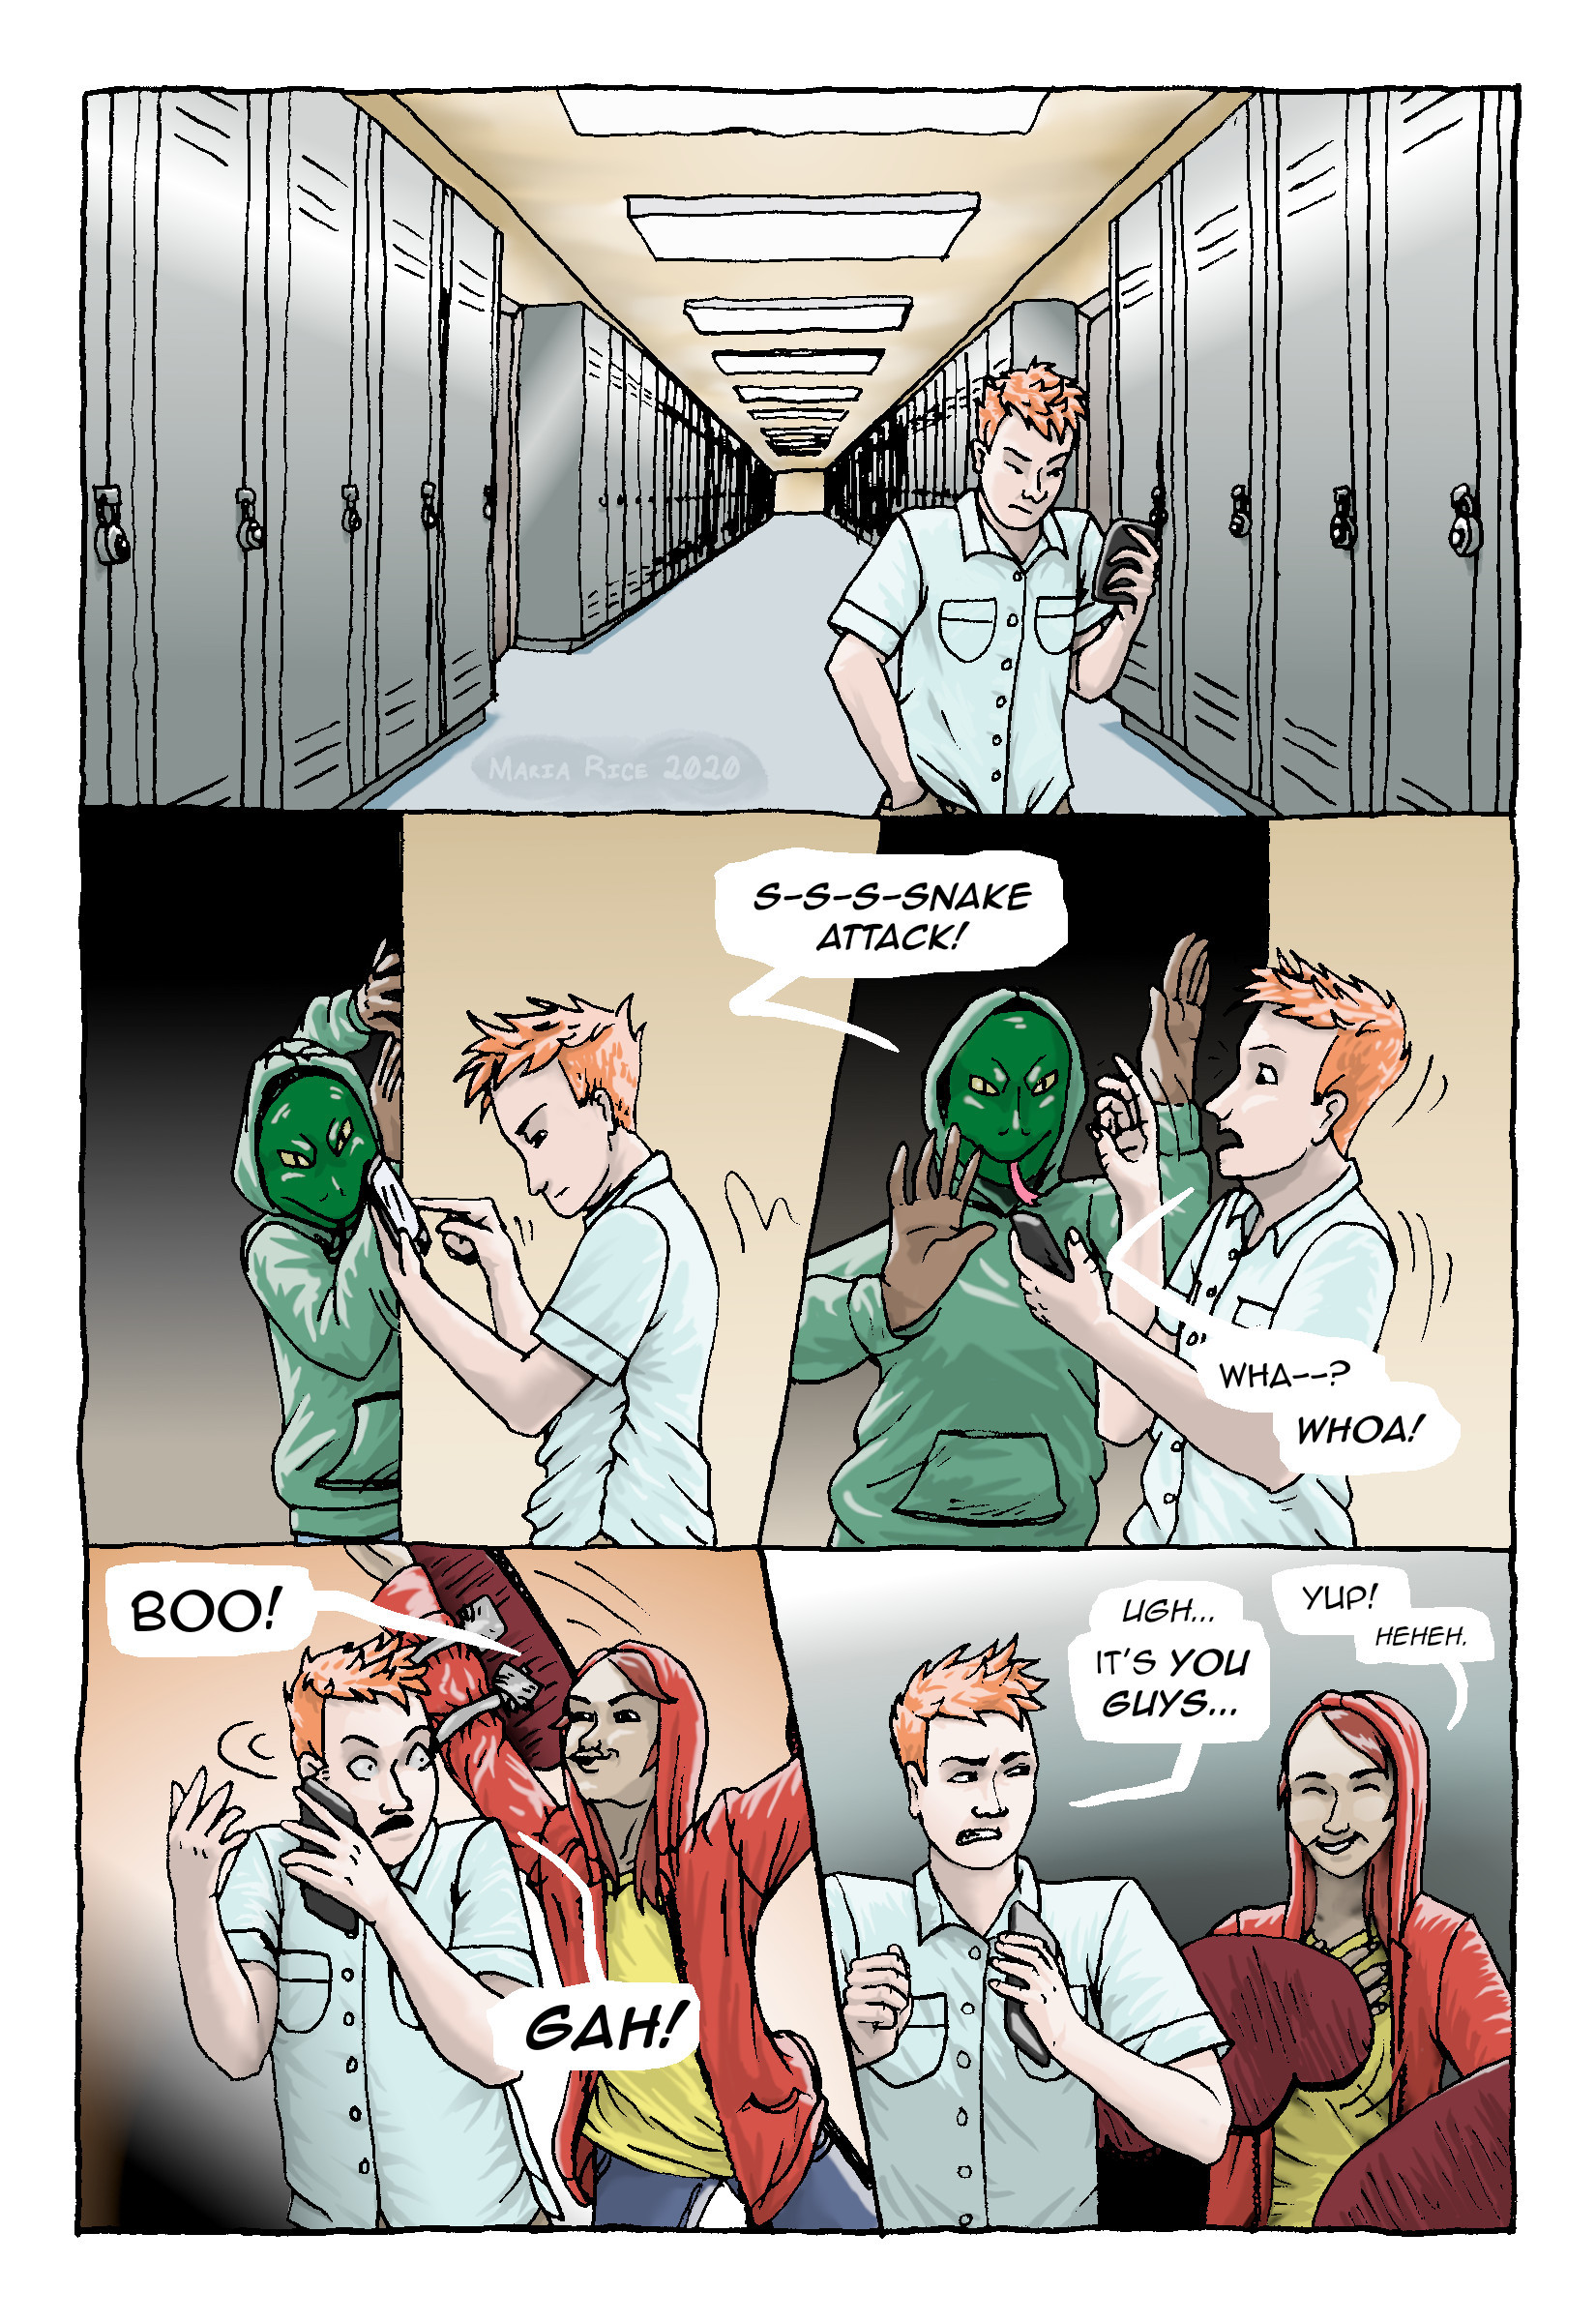 MARIA RICE 2020
S-S-S-SNAKE
ATTACK!
WHA--?
WHOA!
BOO!
GAH!
UGH...
IT'S YOU
GUYS...
YUP!
HEHEH.